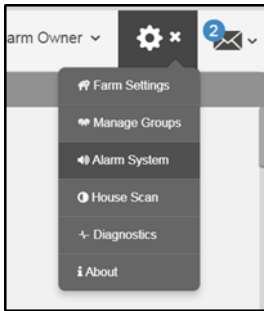 arm Owner
2
Farm Settings
Manage Groups
Alarm System
House Scan
Diagnostics
About